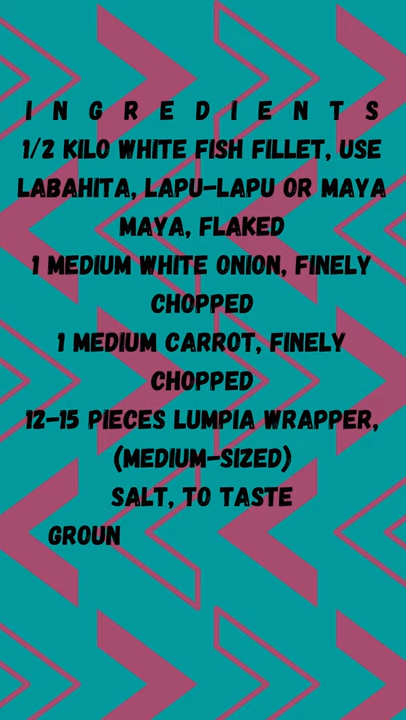 INGREDIENTS
1/2 KILO WHITE FISH FILLET, USE
LABAHITA, LAPU-LAPU OR MAYA
MAYA, FLAKED
1 MEDIUM WHITE ONION, FINELY
CHOPPED
1 MEDIUM CARROT, FINELY
CHOPPED
12-15 PIECES LUMPIA WRAPPER,
(MEDIUM-SIZED)
SALT, TO TASTE
GROUN